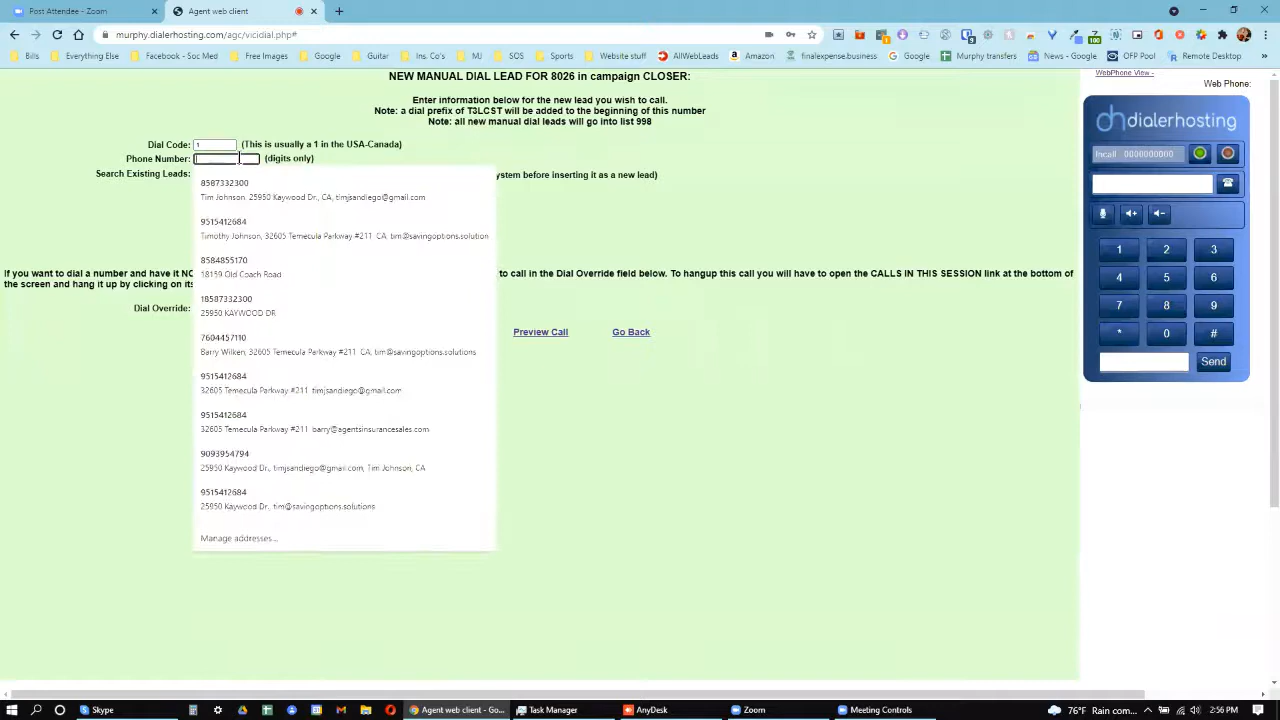 Post Attendee - Zoom
Agent web client
murphy.dialerhosting.com/agc/vicidial.php#
Bills
Everything Else
Facebook - Soc Med
Free Images
Google
Guitar
Ins. Co's
MJ
SOS
Sports
Website stuff
AllWebLeads
Amazon
finalexpense.business
Google
Murphy transfers
News - Google
OFP Pool
Remote Access
NEW MANUAL DIAL LEAD FOR 8026 in campaign CLOSER:
WebPhone View -
Web Phone:
Enter information below for the new lead you wish to call.
Note: a dial prefix of T3LCST will be added to the beginning of this number
Note: all new manual dial leads will go into list 998
Dial Code: 1 (This is usually a 1 in the USA-Canada)
Phone Number: (digits only)
Search Existing Leads: ystem before inserting it as a new lead)
8587332300
Tim Johnson, 25950 Kaywood Dr., CA, timjsandiego@gmail.com
9515412684
Timothy Johnson, 32605 Temecula Parkway #211 CA, tim@savingoptions.solution
8584855170
18159 Old Coach Road
If you want to dial a number and have it NO to call in the Dial Override field below. To hangup this call you will have to open the CALLS IN THIS SESSION link at the bottom of
the screen and hang it up by clicking on its
18587332300
25950 KAYWOOD DR
Dial Override:
Preview Call
Go Back
7604457110
Barry Wilken, 32605 Temecula Parkway #211 CA, tim@savingoptions.solutions
9515412684
32605 Temecula Parkway #211 timjsandiego@gmail.com
9515412684
32605 Temecula Parkway #211 barry@agentsinsurancesales.com
9093954794
25950 Kaywood Dr., timjsandiego@gmail.com, Tim Johnson, CA
9515412684
25950 Kaywood Dr., tim@savingoptions.solutions
Manage addresses...
dh dialerhosting
Incall 0000000000
1 2 3
4 5 6
7 8 9
* 0 #
Send
Skype
Agent web client - Go...
Task Manager
AnyDesk
Zoom
Meeting Controls
76°F Rain com...
2:56 PM